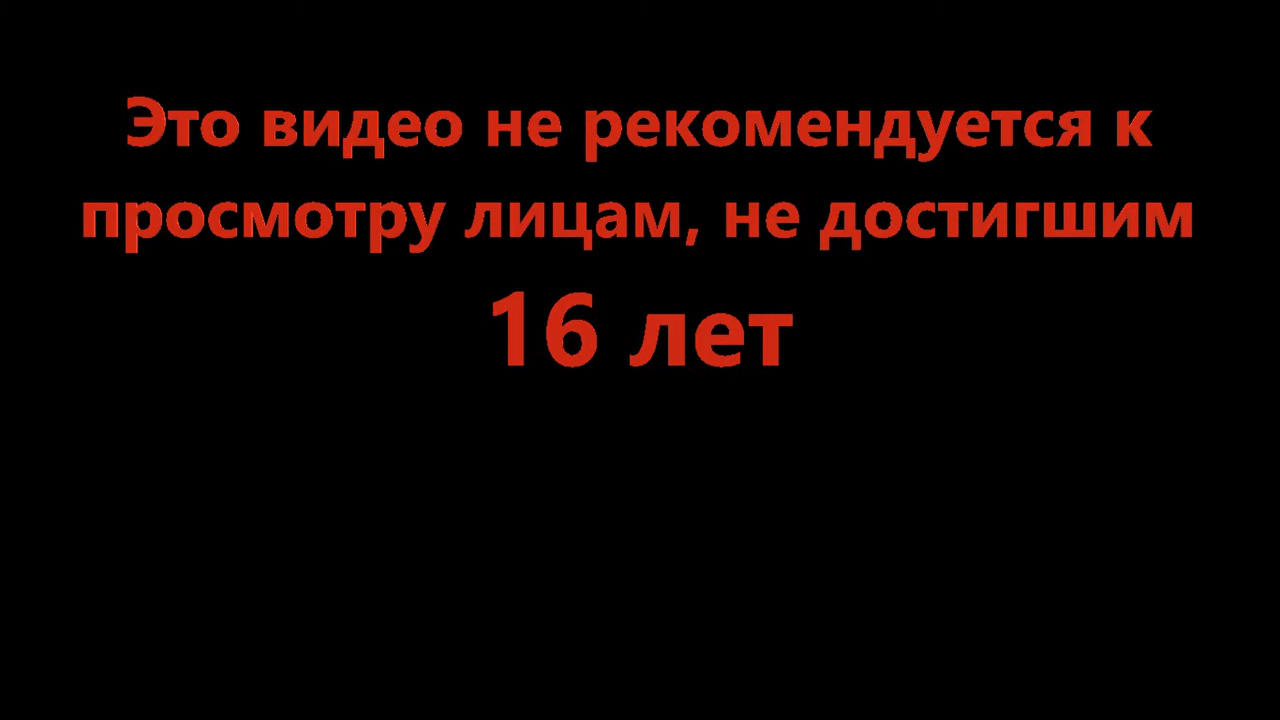 Это видео не рекомендуется к
просмотру лицам, не достигшим
16 лет